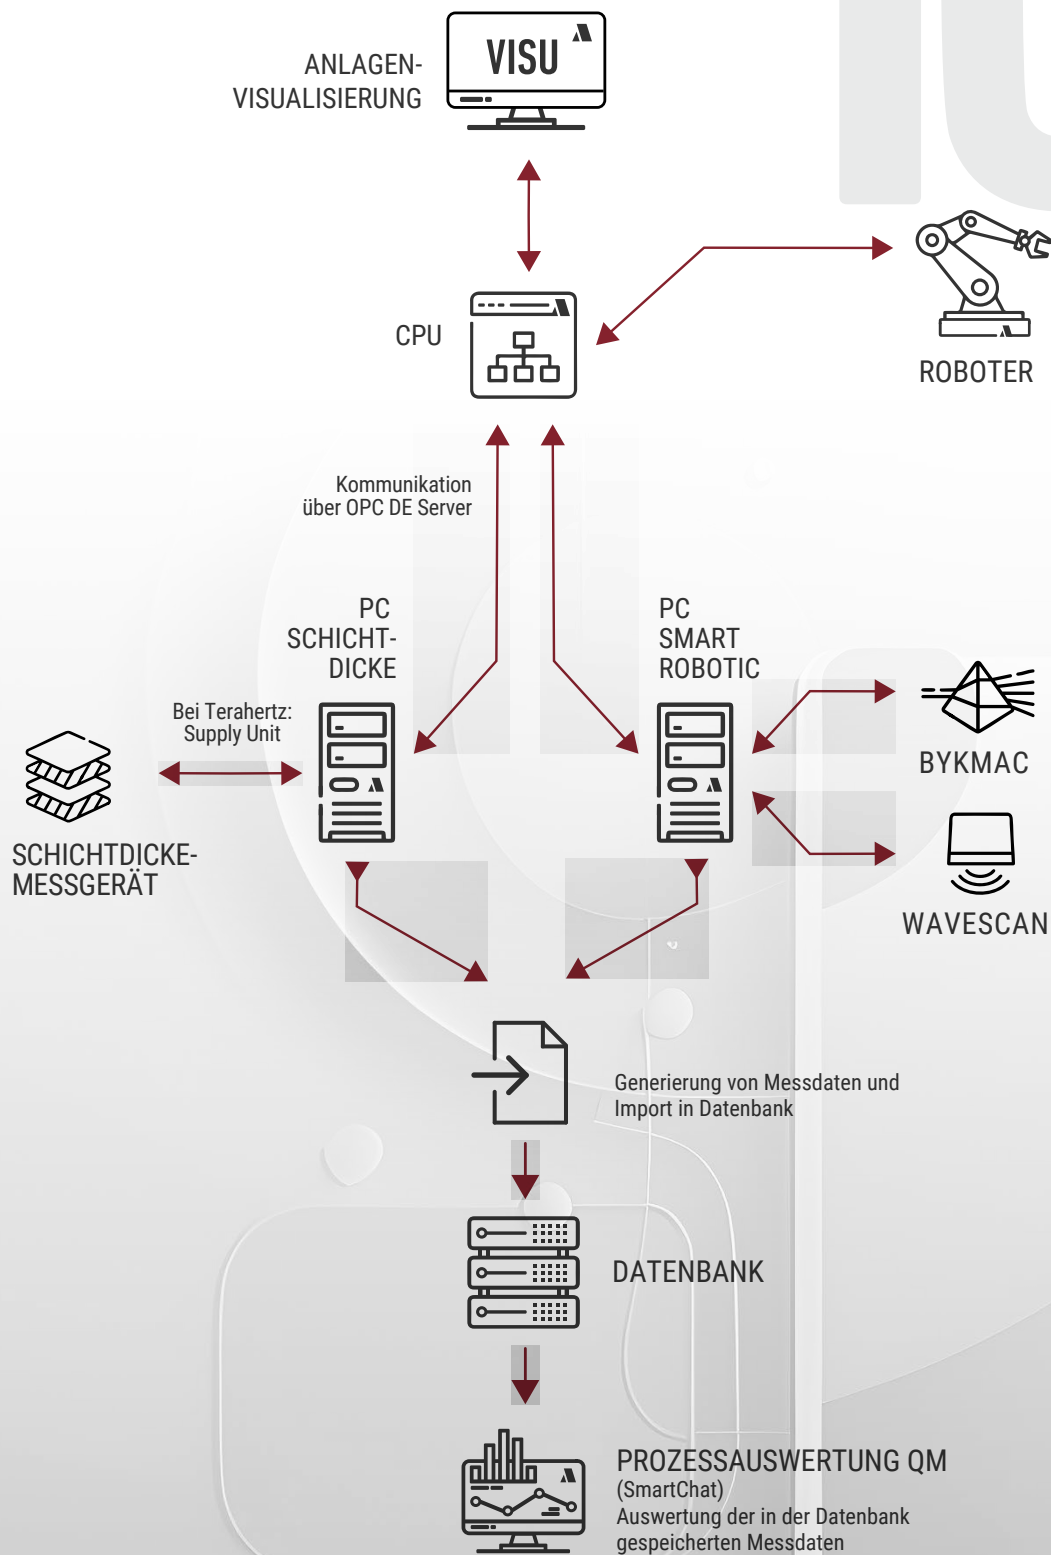 VISU
ANLAGEN-
VISUALISIERUNG
CPU
ROBOTER
Kommunikation
über OPC DE Server
PC
SCHICHT-
DICKE
PC
SMART
ROBOTIC
Bei Terahertz:
Supply Unit
BYKMAC
SCHICHTDICKE-
MESSGERÄT
WAVESCAN
Generierung von Messdaten und
Import in Datenbank
DATENBANK
PROZESSAUSWERTUNG QM
(SmartChat)
Auswertung der in der Datenbank
gespeicherten Messdaten